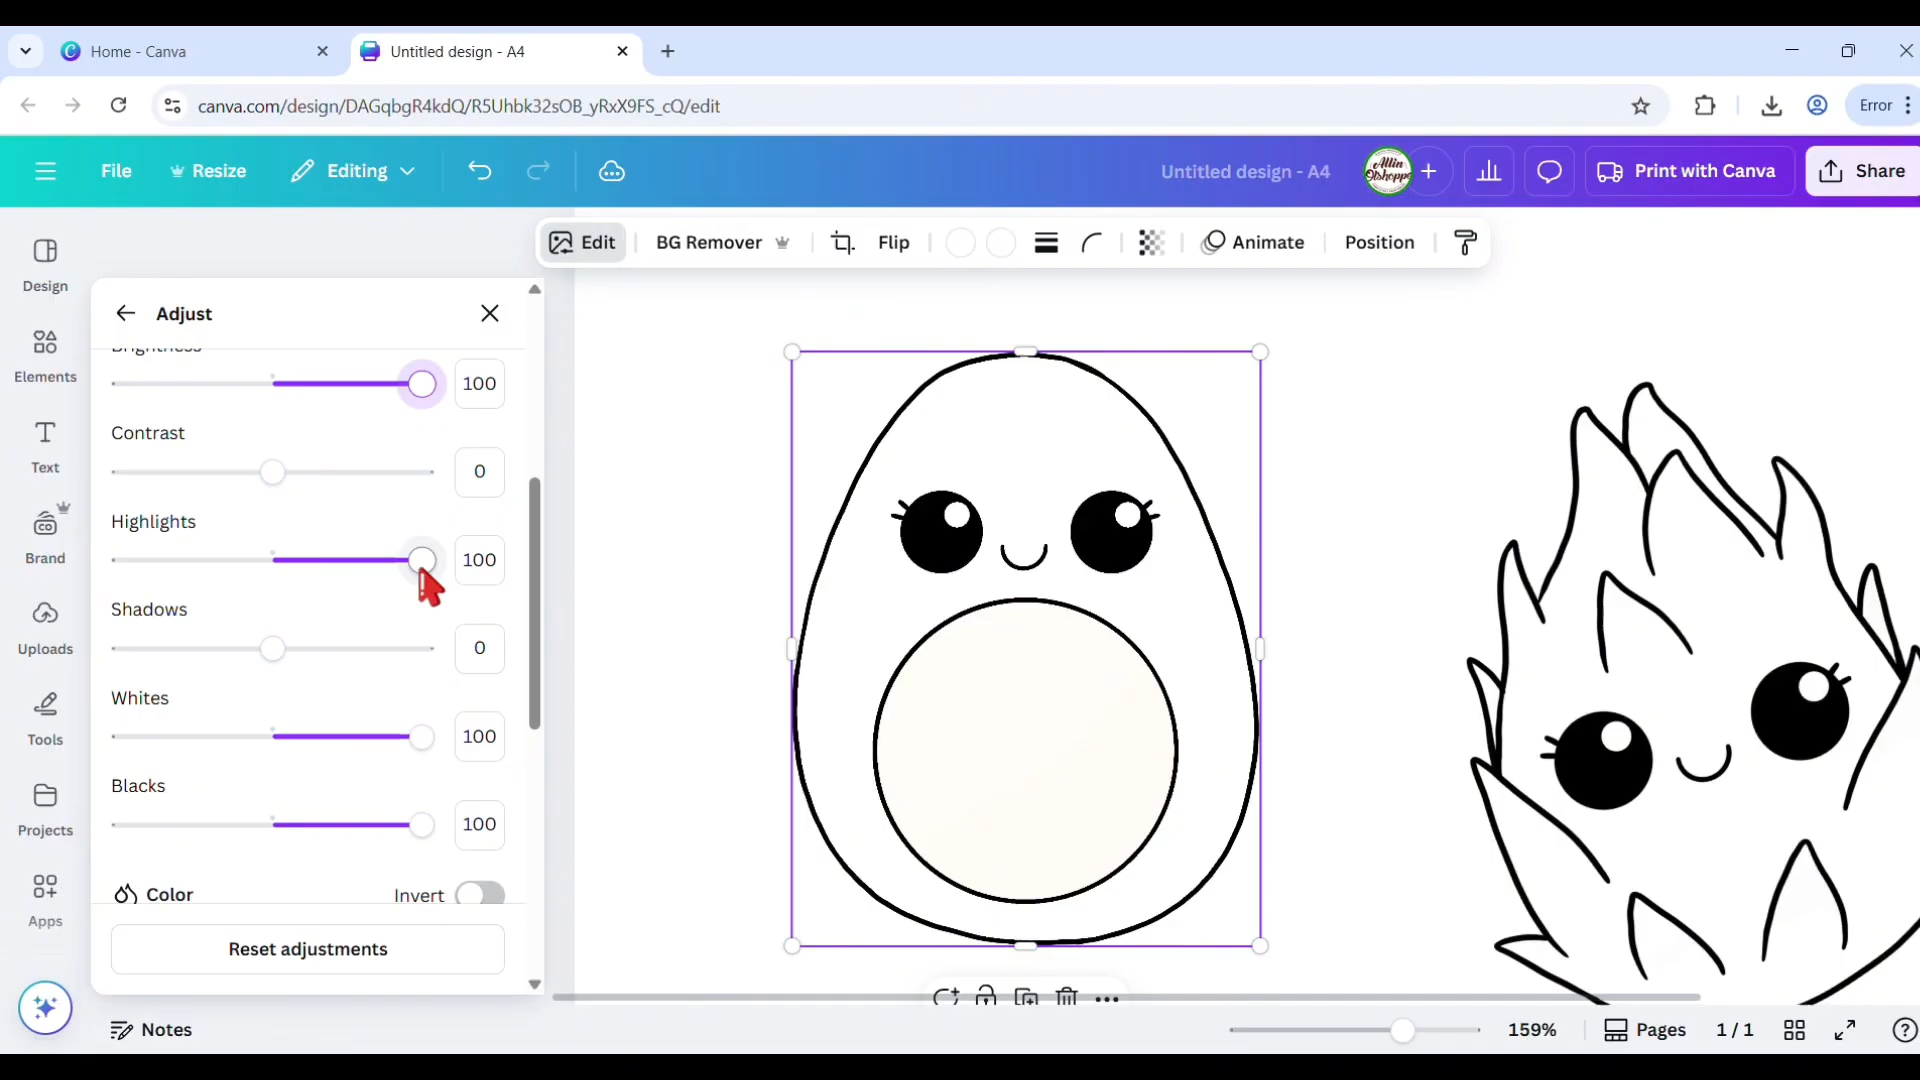 Home - Canva
Untitled design - A4
canva.com/design/DAGqbgR4kdQ/R5Uhbk32sOB_yRxX9FS_cQ/edit
Error
File
Resize
Editing
Untitled design - A4
Allin
Olshoppe
Print with Canva
Share
Edit
BG Remover
Flip
Animate
Position
Design
Elements
Text
Brand
Uploads
Tools
Projects
Apps
Adjust
Brightness
100
Contrast
0
Highlights
100
Shadows
0
Whites
100
Blacks
100
Color
Invert
Reset adjustments
Notes
159%
Pages
1 / 1